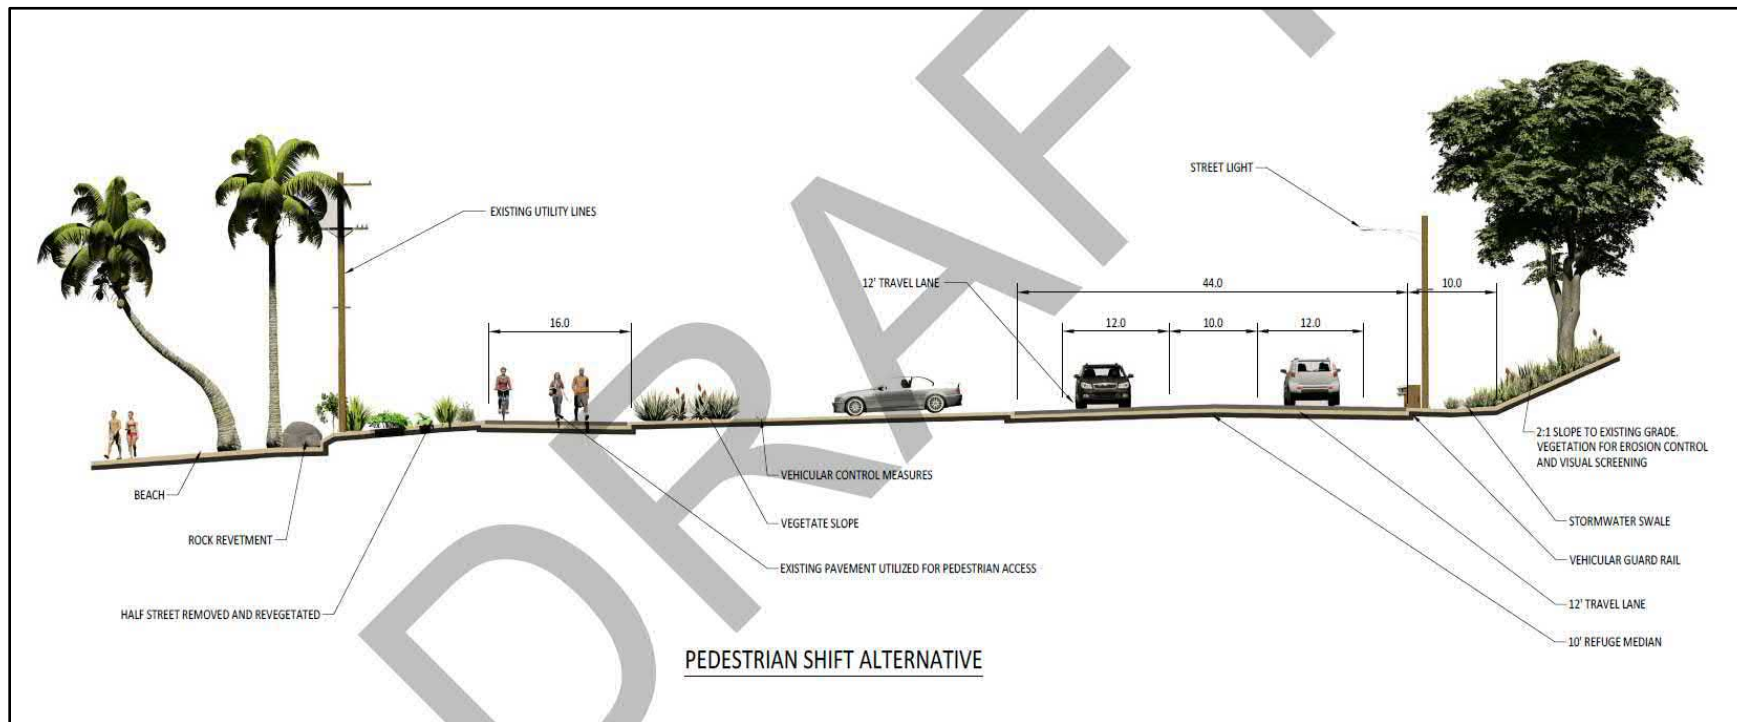 DRAFT
STREET LIGHT
EXISTING UTILITY LINES
12' TRAVEL LANE
44.0
10.0
16.0
12.0
10.0
12.0
2:1 SLOPE TO EXISTING GRADE.
VEGETATION FOR EROSION CONTROL
AND VISUAL SCREENING
VEHICULAR CONTROL MEASURES
BEACH
VEGETATE SLOPE
STORMWATER SWALE
ROCK REVETMENT
EXISTING PAVEMENT UTILIZED FOR PEDESTRIAN ACCESS
VEHICULAR GUARD RAIL
HALF STREET REMOVED AND REVEGETATED
12' TRAVEL LANE
10' REFUGE MEDIAN
PEDESTRIAN SHIFT ALTERNATIVE